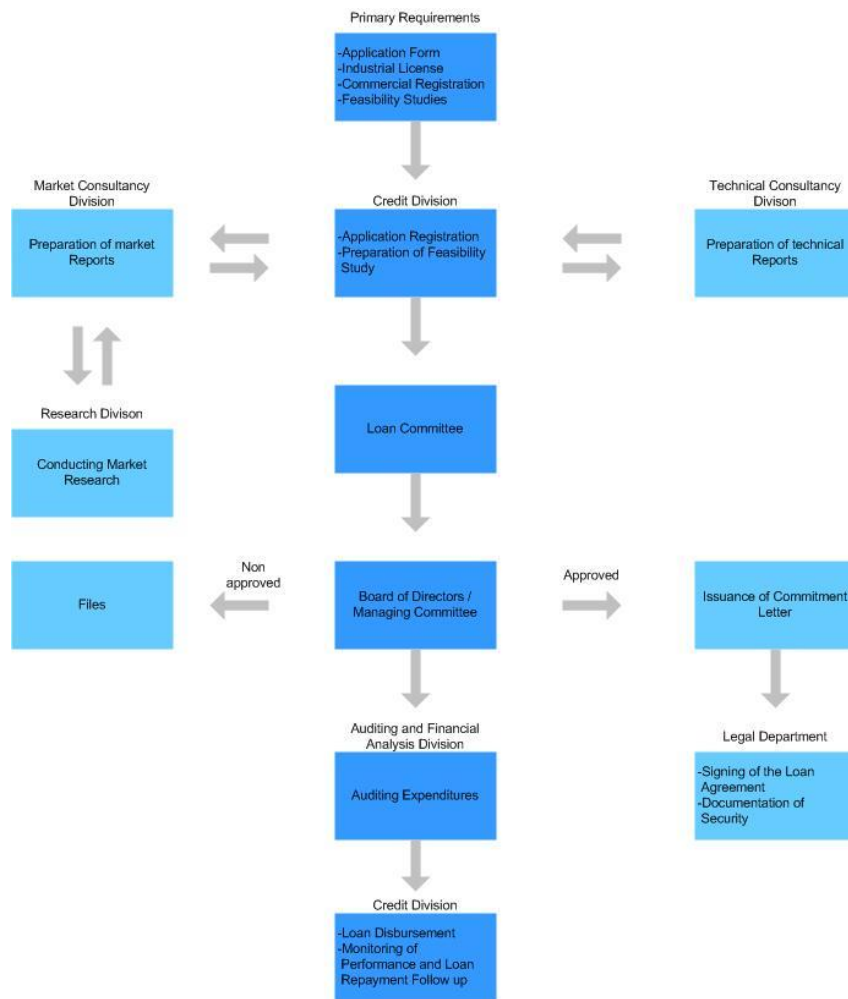 Primary Requirements
-Application Form
-Industrial License
-Commercial Registration
-Feasibility Studies
Market Consultancy
Division
Preparation of market
Reports
Credit Division
-Application Registration
-Preparation of Feasibility
Study
Technical Consultancy
Divison
Preparation of technical
Reports
Research Divison
Conducting Market
Research
Loan Committee
Files
Non
approved
Board of Directors /
Managing Committee
Approved
Issuance of Commitment
Letter
Auditing and Financial
Analysis Division
Auditing Expenditures
Legal Department
-Signing of the Loan
Agreement
-Documentation of
Security
Credit Division
-Loan Disbursement
-Monitoring of
Performance and Loan
Repayment Follow up